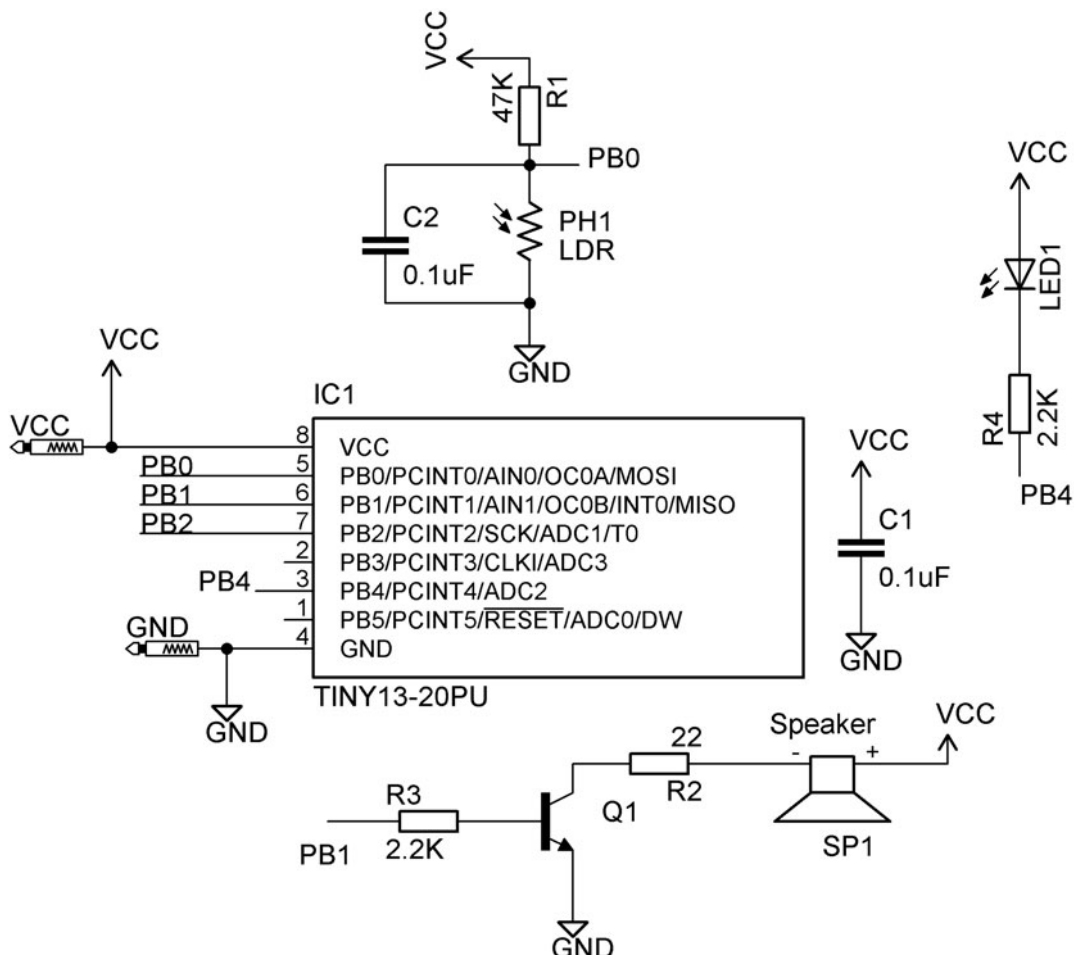 VCC
47K
R1
PB0
C2
0.1uF
PH1
LDR
GND
VCC
LED1
R4
2.2K
PB4
VCC
VCC
IC1
8
VCC
PB0
5
PB0/PCINT0/AIN0/OC0A/MOSI
PB1
6
PB1/PCINT1/AIN1/OC0B/INT0/MISO
PB2
7
PB2/PCINT2/SCK/ADC1/T0
2
PB3/PCINT3/CLKI/ADC3
PB4
3
PB4/PCINT4/ADC2
1
PB5/PCINT5/RESET/ADC0/DW
GND
4
GND
GND
TINY13-20PU
VCC
C1
0.1uF
GND
PB1
R3
2.2K
Q1
22
R2
Speaker
- +
VCC
SP1
GND